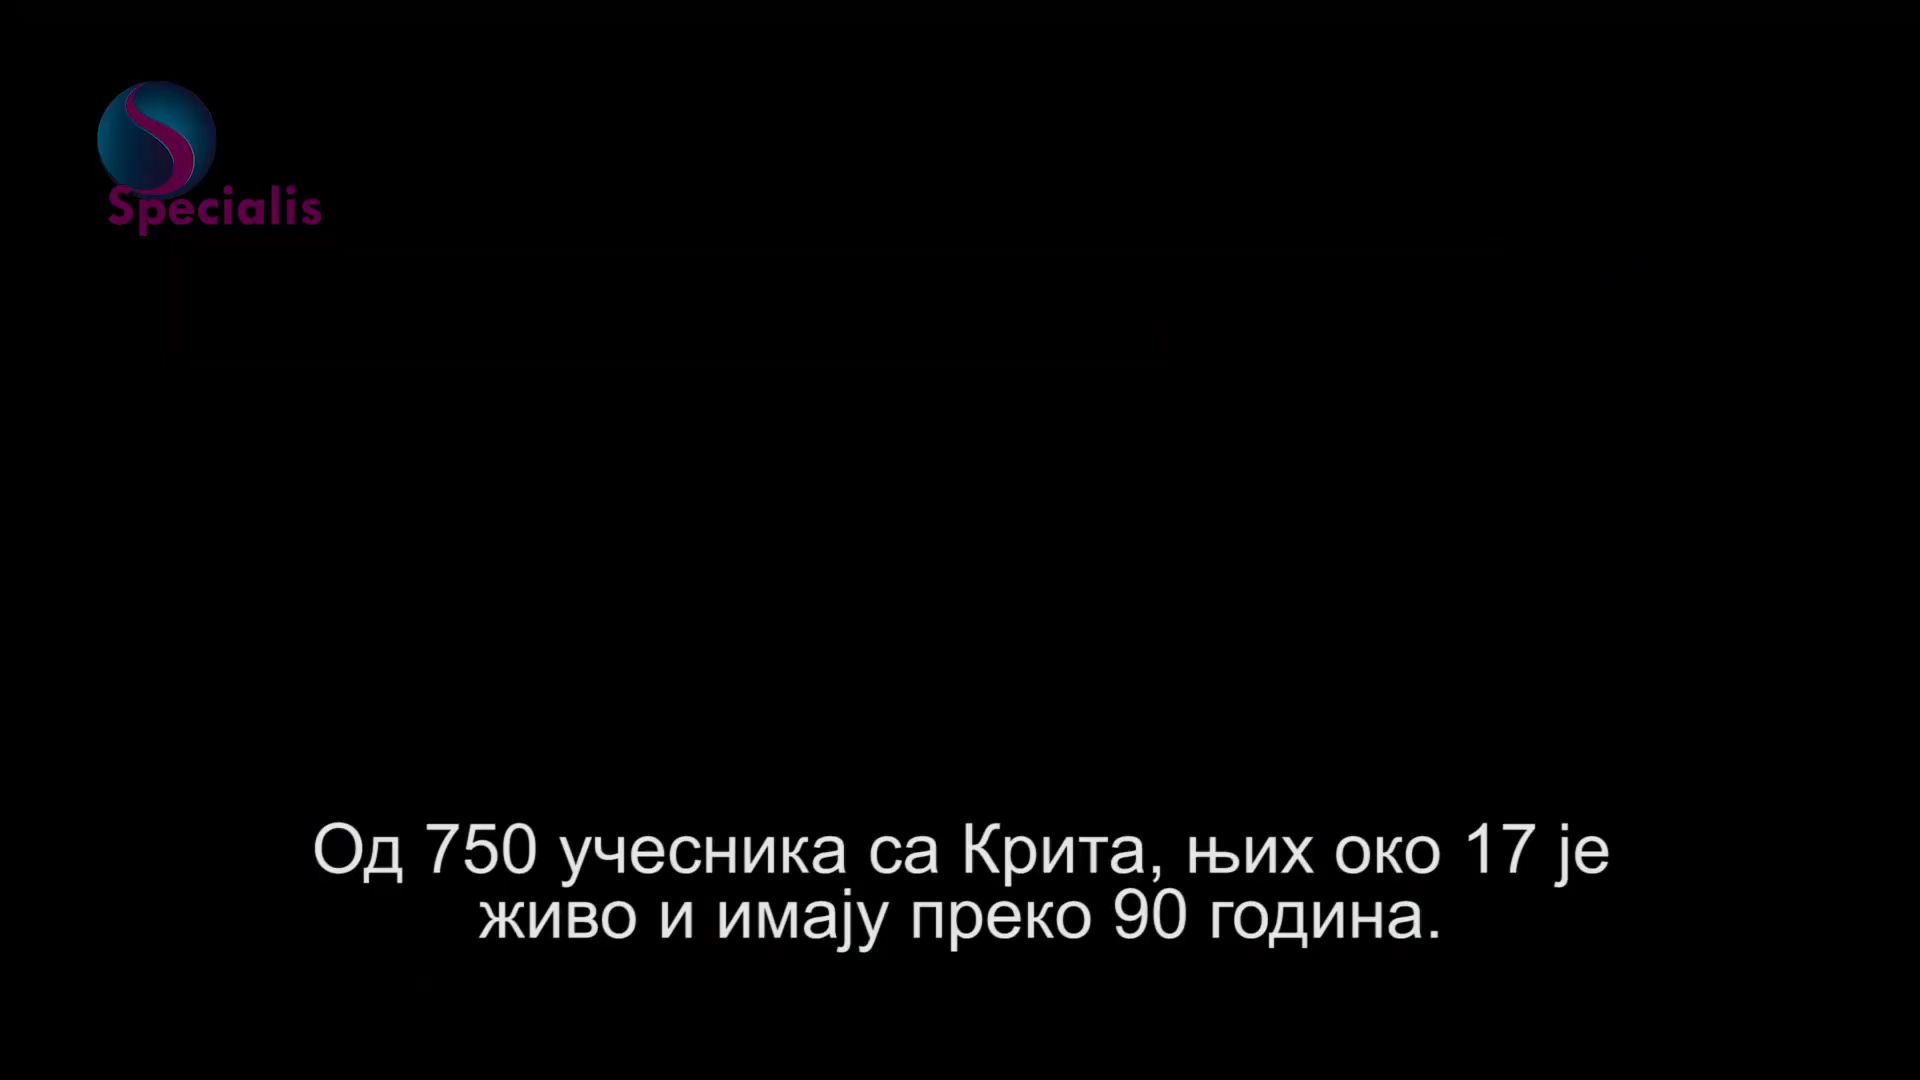 Specialis
Од 750 учесника са Крита, њих око 17 је
живо и имају преко 90 година.